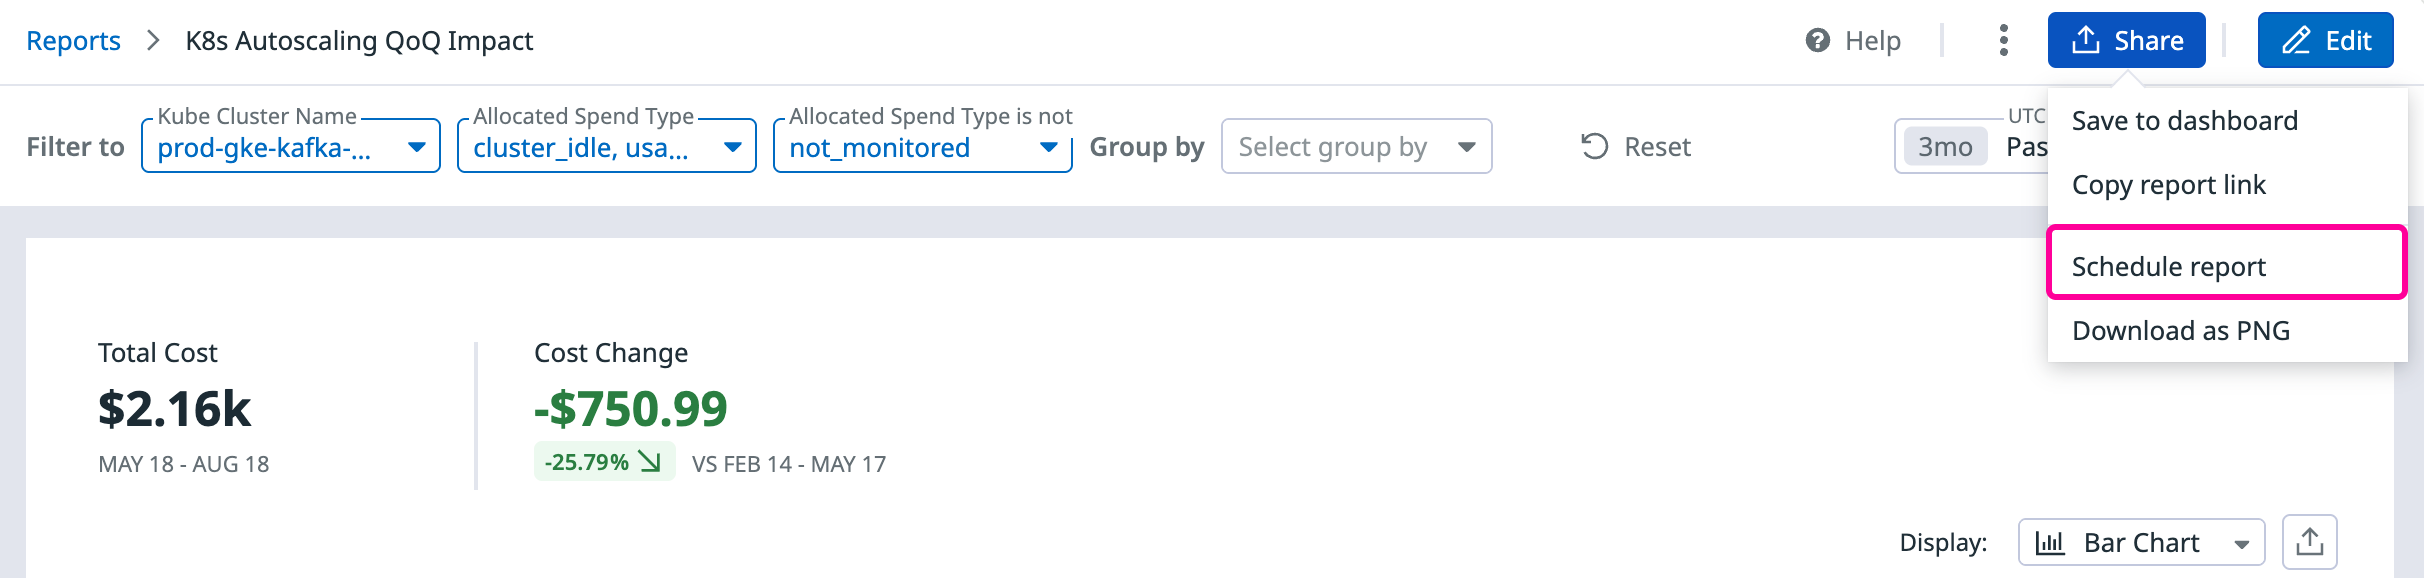 Reports > K8s Autoscaling QoQ Impact
Help
Share
Edit
Filter to
Kube Cluster Name
prod-gke-kafka-...
Allocated Spend Type
cluster_idle, usa...
Allocated Spend Type is not
not_monitored
Group by
Select group by
Reset
UTC
3mo Pas
Save to dashboard
Copy report link
Schedule report
Download as PNG
Total Cost
$2.16k
MAY 18 - AUG 18
Cost Change
-$750.99
-25.79% VS FEB 14 - MAY 17
Display:
Bar Chart